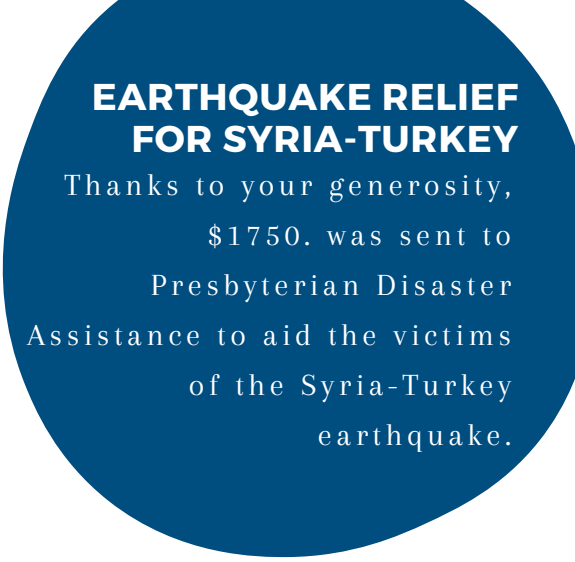 EARTHQUAKE RELIEF
FOR SYRIA-TURKEY
Thanks to your generosity,
$1750. was sent to
Presbyterian Disaster
Assistance to aid the victims
of the Syria-Turkey
earthquake.